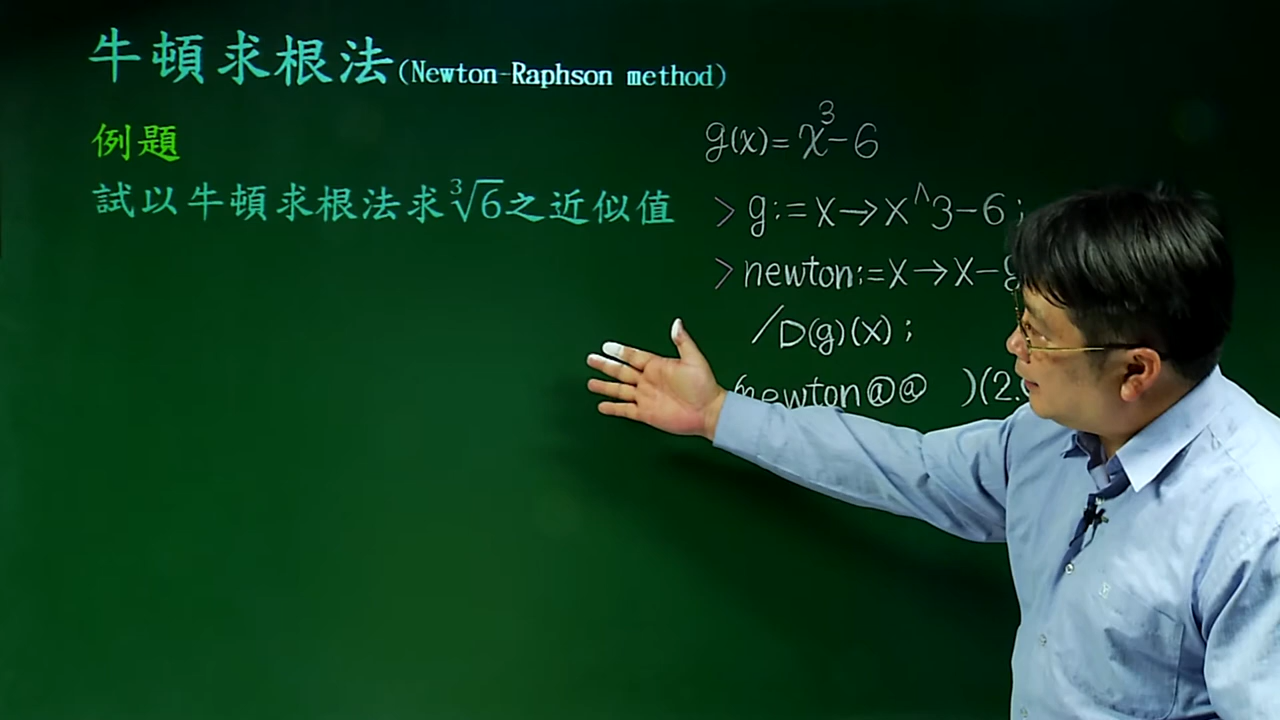 牛頓求根法(Newton-Raphson method)
例題
試以牛頓求根法求∛6之近似值
g(x)=x³-6
>g:=x→x^3-6;
>newton:=x→x-g
/D(g)(x);
(newton@@ )(2.